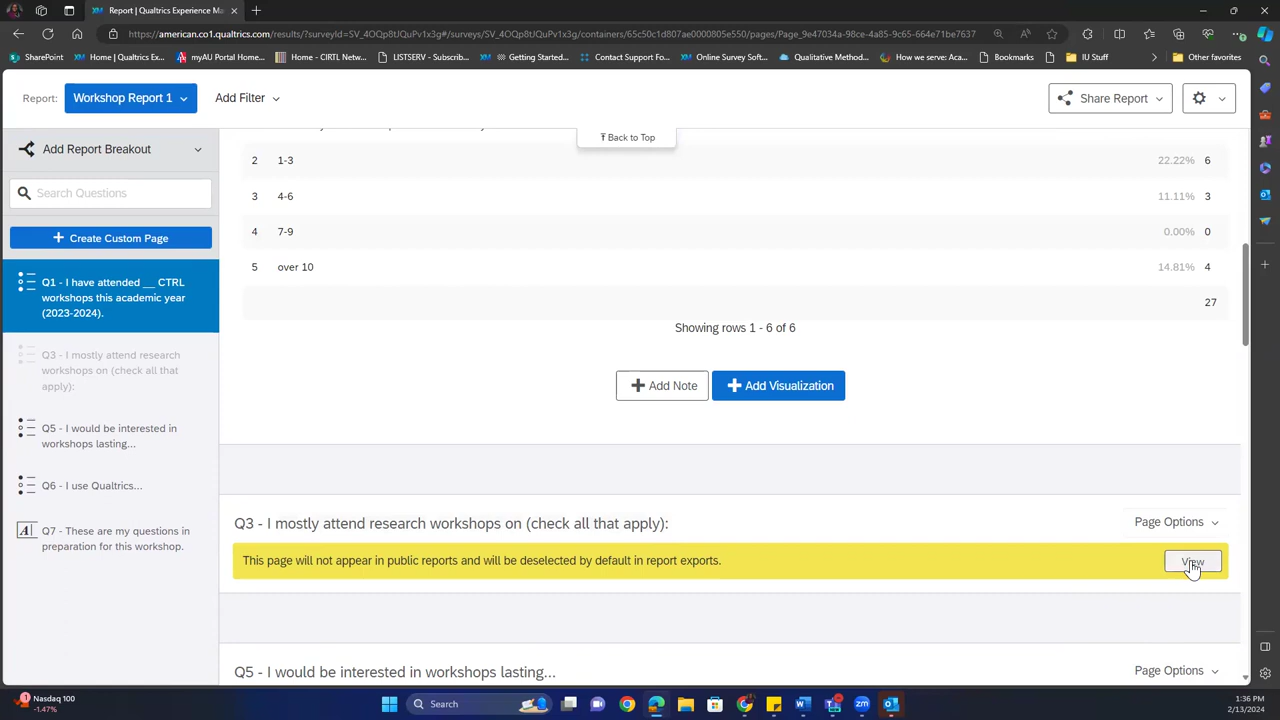 Report | Qualtrics Experience Ma
https://american.co1.qualtrics.com/results/?surveyId=SV_4OQp8tJQuPv1x3g#/surveys/SV_4OQp8tJQuPv1x3g/containers/65c50c1d807ae0000805e550/pages/Page_9e47034a-98ce-4a85-9c65-664e71be7637
SharePoint
Home | Qualtrics Ex...
myAU Portal Home...
Home - CIRTL Netw...
LISTSERV - Subscrib...
Getting Started...
Contact Support Fo...
Online Survey Softw...
Qualitative Method...
How we serve: Aca...
Bookmarks
IU Stuff
Other favorites
Report:
Workshop Report 1
Add Filter
Share Report
Add Report Breakout
Search Questions
Create Custom Page
Q1 - I have attended __ CTRL
workshops this academic year
(2023-2024).
Q3 - I mostly attend research
workshops on (check all that
apply):
Q5 - I would be interested in
workshops lasting...
Q6 - I use Qualtrics...
Q7 - These are my questions in
preparation for this workshop.
Back to Top
2 1-3 22.22% 6
3 4-6 11.11% 3
4 7-9 0.00% 0
5 over 10 14.81% 4
27
Showing rows 1 - 6 of 6
Add Note
Add Visualization
Q3 - I mostly attend research workshops on (check all that apply):
Page Options
This page will not appear in public reports and will be deselected by default in report exports.
View
Q5 - I would be interested in workshops lasting...
Page Options
Nasdaq 100
-1.47%
Search
1:36 PM
2/13/2024